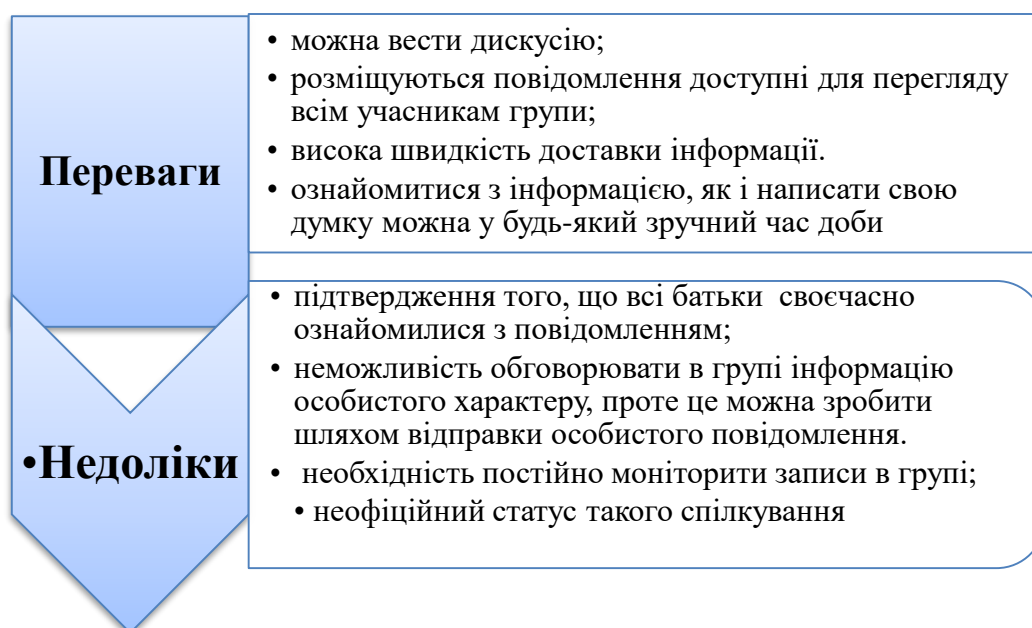 Переваги
• можна вести дискусію;
• розміщуються повідомлення доступні для перегляду
всім учасникам групи;
• висока швидкість доставки інформації.
• ознайомитися з інформацією, як і написати свою
думку можна у будь-який зручний час доби
•Недоліки
• підтвердження того, що всі батьки своєчасно
ознайомилися з повідомленням;
• неможливість обговорювати в групі інформацію
особистого характеру, проте це можна зробити
шляхом відправки особистого повідомлення.
• необхідність постійно моніторити записи в групі;
• неофіційний статус такого спілкування